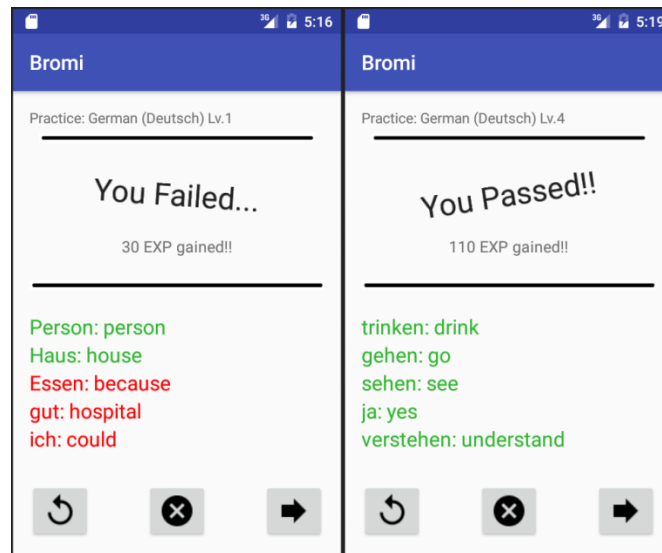 3G 5:16
Bromi
Practice: German (Deutsch) Lv.1
You Failed...
30 EXP gained!!
Person: person
Haus: house
Essen: because
gut: hospital
ich: could
3G 5:19
Bromi
Practice: German (Deutsch) Lv.4
You Passed!!
110 EXP gained!!
trinken: drink
gehen: go
sehen: see
ja: yes
verstehen: understand